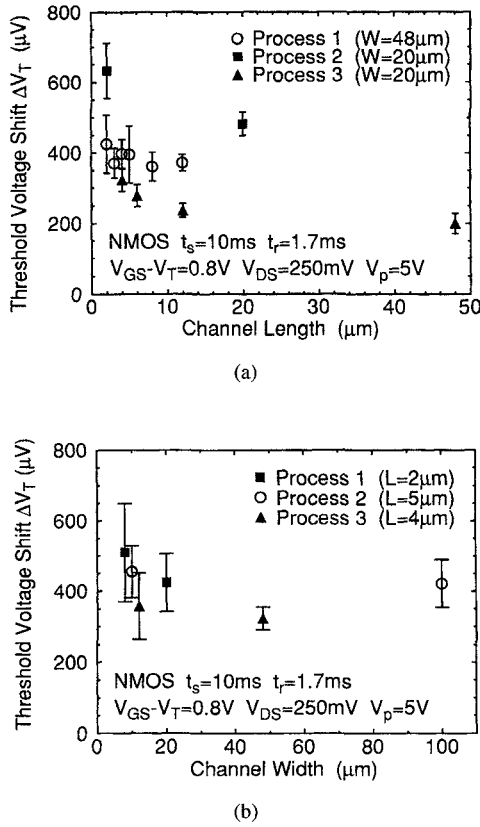 Threshold Voltage Shift ΔV_T (μV)
800
600
400
200
0
○ Process 1 (W=48μm)
■ Process 2 (W=20μm)
▲ Process 3 (W=20μm)
NMOS t_s=10ms t_r=1.7ms
V_GS-V_T=0.8V V_DS=250mV V_p=5V
0 10 20 30 40 50
Channel Length (μm)
(a)
Threshold Voltage Shift ΔV_T (μV)
800
600
400
200
0
■ Process 1 (L=2μm)
○ Process 2 (L=5μm)
▲ Process 3 (L=4μm)
NMOS t_s=10ms t_r=1.7ms
V_GS-V_T=0.8V V_DS=250mV V_p=5V
0 20 40 60 80 100
Channel Width (μm)
(b)